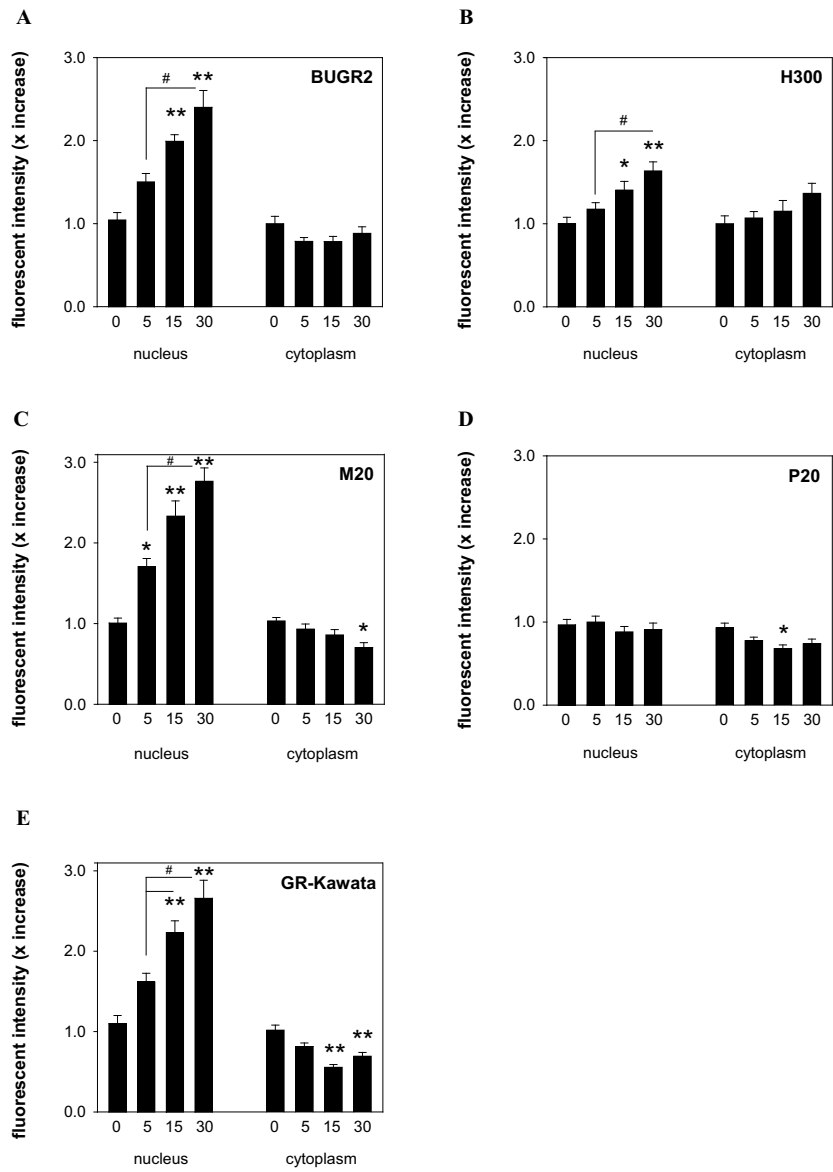 A
fluorescent intensity (x increase)
3.0
2.0
1.0
0.0
BUGR2
#
**
**
0 5 15 30 0 5 15 30
nucleus cytoplasm
B
fluorescent intensity (x increase)
3.0
2.0
1.0
0.0
H300
#
*
**
0 5 15 30 0 5 15 30
nucleus cytoplasm
C
fluorescent intensity (x increase)
3.0
2.0
1.0
0.0
M20
#
**
**
*
*
0 5 15 30 0 5 15 30
nucleus cytoplasm
D
fluorescent intensity (x increase)
3.0
2.0
1.0
0.0
P20
*
0 5 15 30 0 5 15 30
nucleus cytoplasm
E
fluorescent intensity (x increase)
3.0
2.0
1.0
0.0
GR-Kawata
#
**
**
**
**
0 5 15 30 0 5 15 30
nucleus cytoplasm